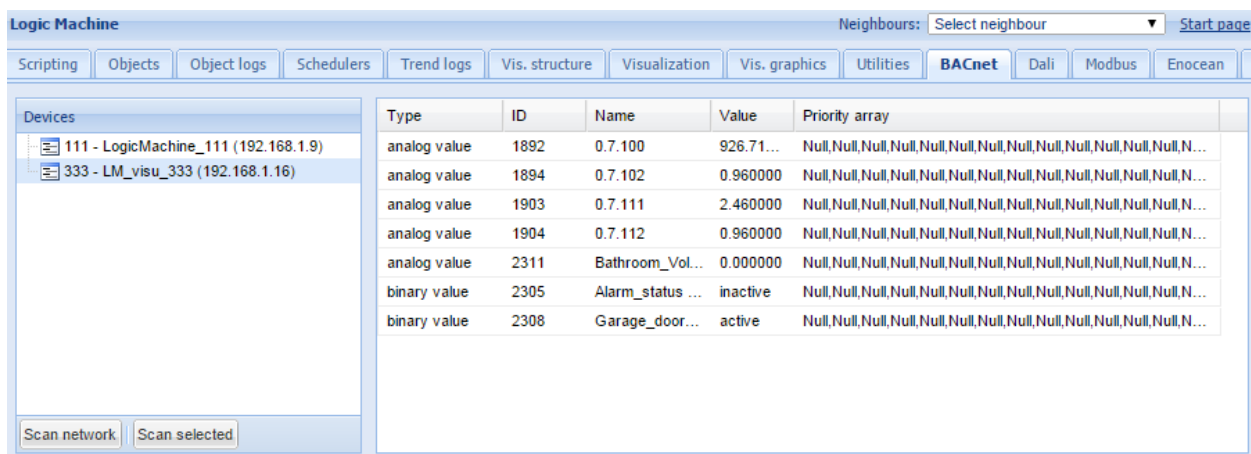 Logic Machine Neighbours: Select neighbour Start page
Scripting Objects Object logs Schedulers Trend logs Vis. structure Visualization Vis. graphics Utilities BACnet Dali Modbus Enocean
Devices
111 - LogicMachine_111 (192.168.1.9)
333 - LM_visu_333 (192.168.1.16)
Scan network Scan selected
Type ID Name Value Priority array
analog value 1892 0.7.100 926.71... Null,Null,Null,Null,Null,Null,Null,Null,Null,Null,Null,Null,Null,N...
analog value 1894 0.7.102 0.960000 Null,Null,Null,Null,Null,Null,Null,Null,Null,Null,Null,Null,Null,N...
analog value 1903 0.7.111 2.460000 Null,Null,Null,Null,Null,Null,Null,Null,Null,Null,Null,Null,Null,N...
analog value 1904 0.7.112 0.960000 Null,Null,Null,Null,Null,Null,Null,Null,Null,Null,Null,Null,Null,N...
analog value 2311 Bathroom_Vol... 0.000000 Null,Null,Null,Null,Null,Null,Null,Null,Null,Null,Null,Null,Null,N...
binary value 2305 Alarm_status ... inactive Null,Null,Null,Null,Null,Null,Null,Null,Null,Null,Null,Null,Null,N...
binary value 2308 Garage_door... active Null,Null,Null,Null,Null,Null,Null,Null,Null,Null,Null,Null,Null,N...